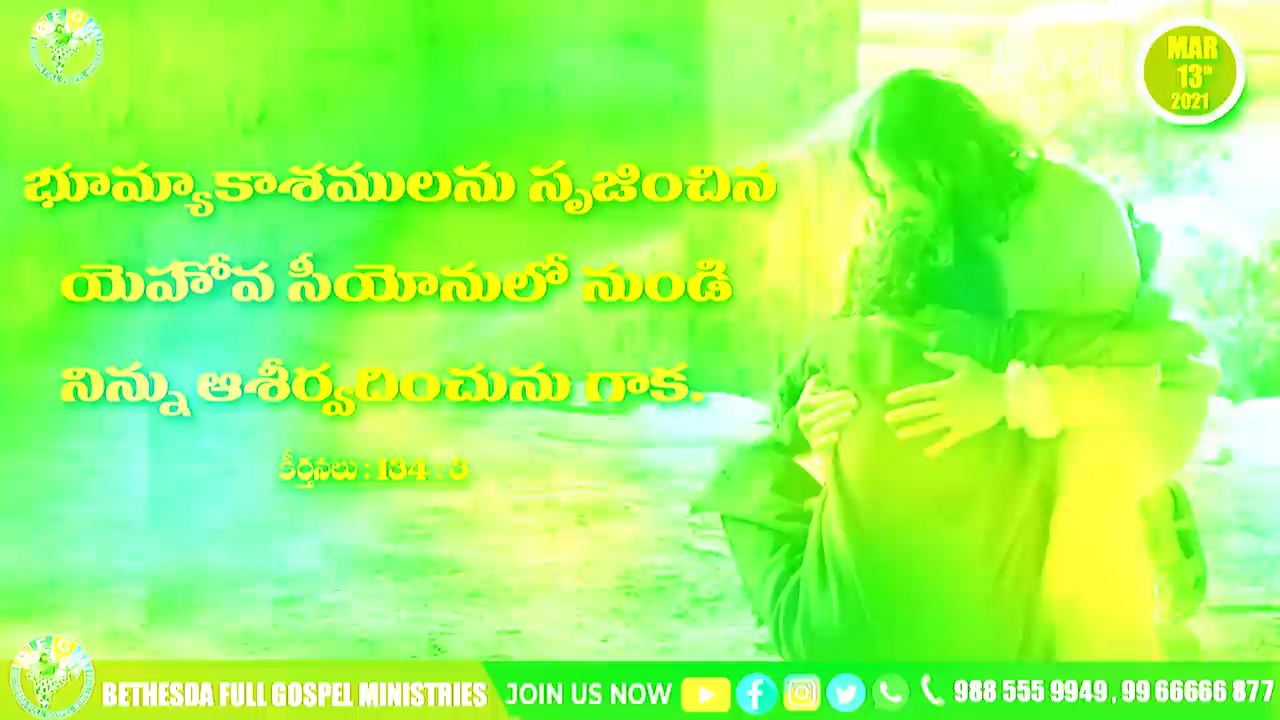 MAR
13th
2021
భూమ్యాకాశములను సృజించిన
యెహోవ సీయోనులో నుండి
నిన్ను ఆశీర్వదించును గాక.
కీర్తనలు : 134 : 3
BETHESDA FULL GOSPEL MINISTRIES JOIN US NOW 988 555 9949 , 99 66666 877